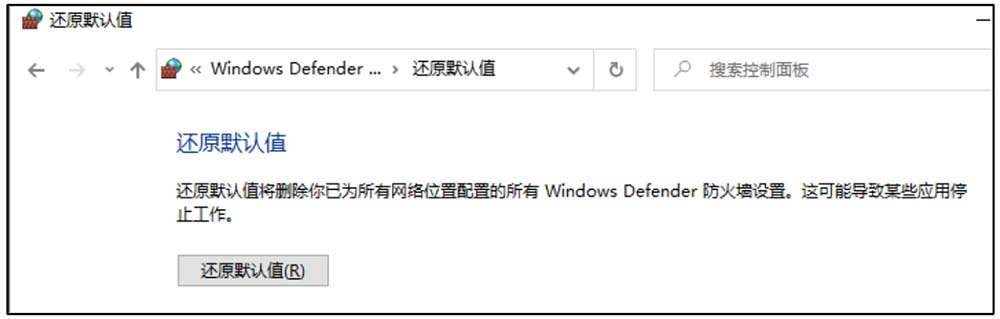 还原默认值
« Windows Defender ... › 还原默认值
搜索控制面板
还原默认值
还原默认值将删除你已为所有网络位置配置的所有 Windows Defender 防火墙设置。这可能导致某些应用停
止工作。
还原默认值(R)